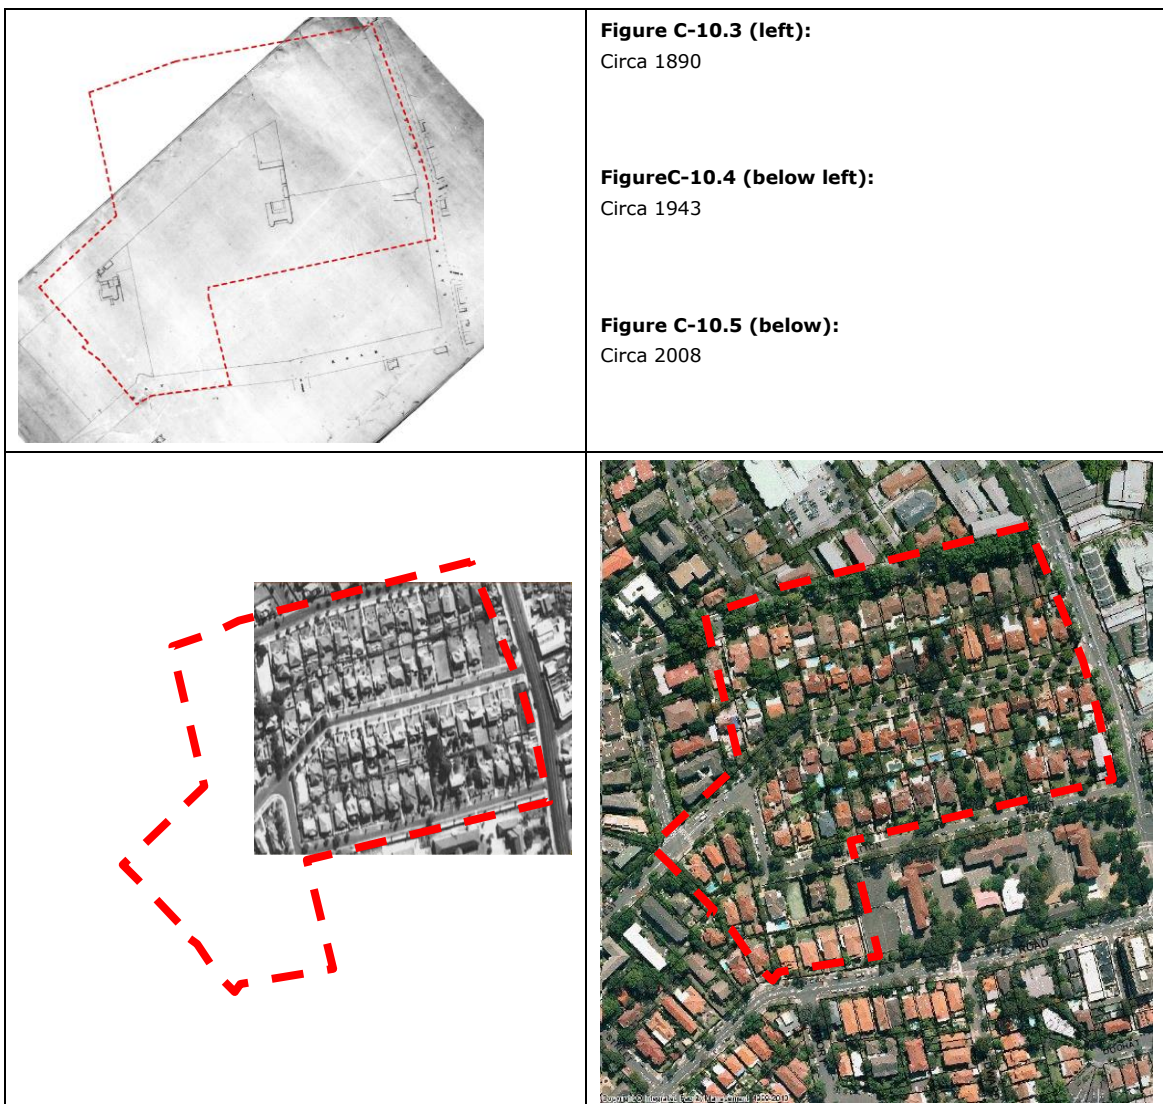 Figure C-10.3 (left):
Circa 1890
FigureC-10.4 (below left):
Circa 1943
Figure C-10.5 (below):
Circa 2008
ROAD